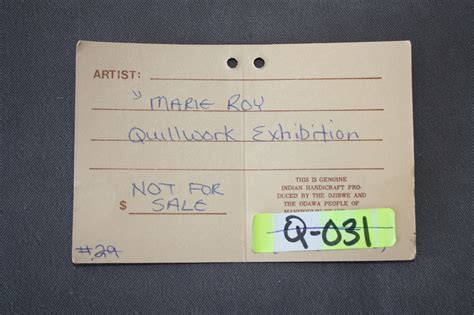 ARTIST:
" MARIE ROY
Quillwork Exhibition
THIS IS GENUINE
INDIAN HANDICRAFT PRO-
DUCED BY THE OJIBWE AND
THE ODAWA PEOPLE OF
NOT FOR
$ SALE
Q-031
#29